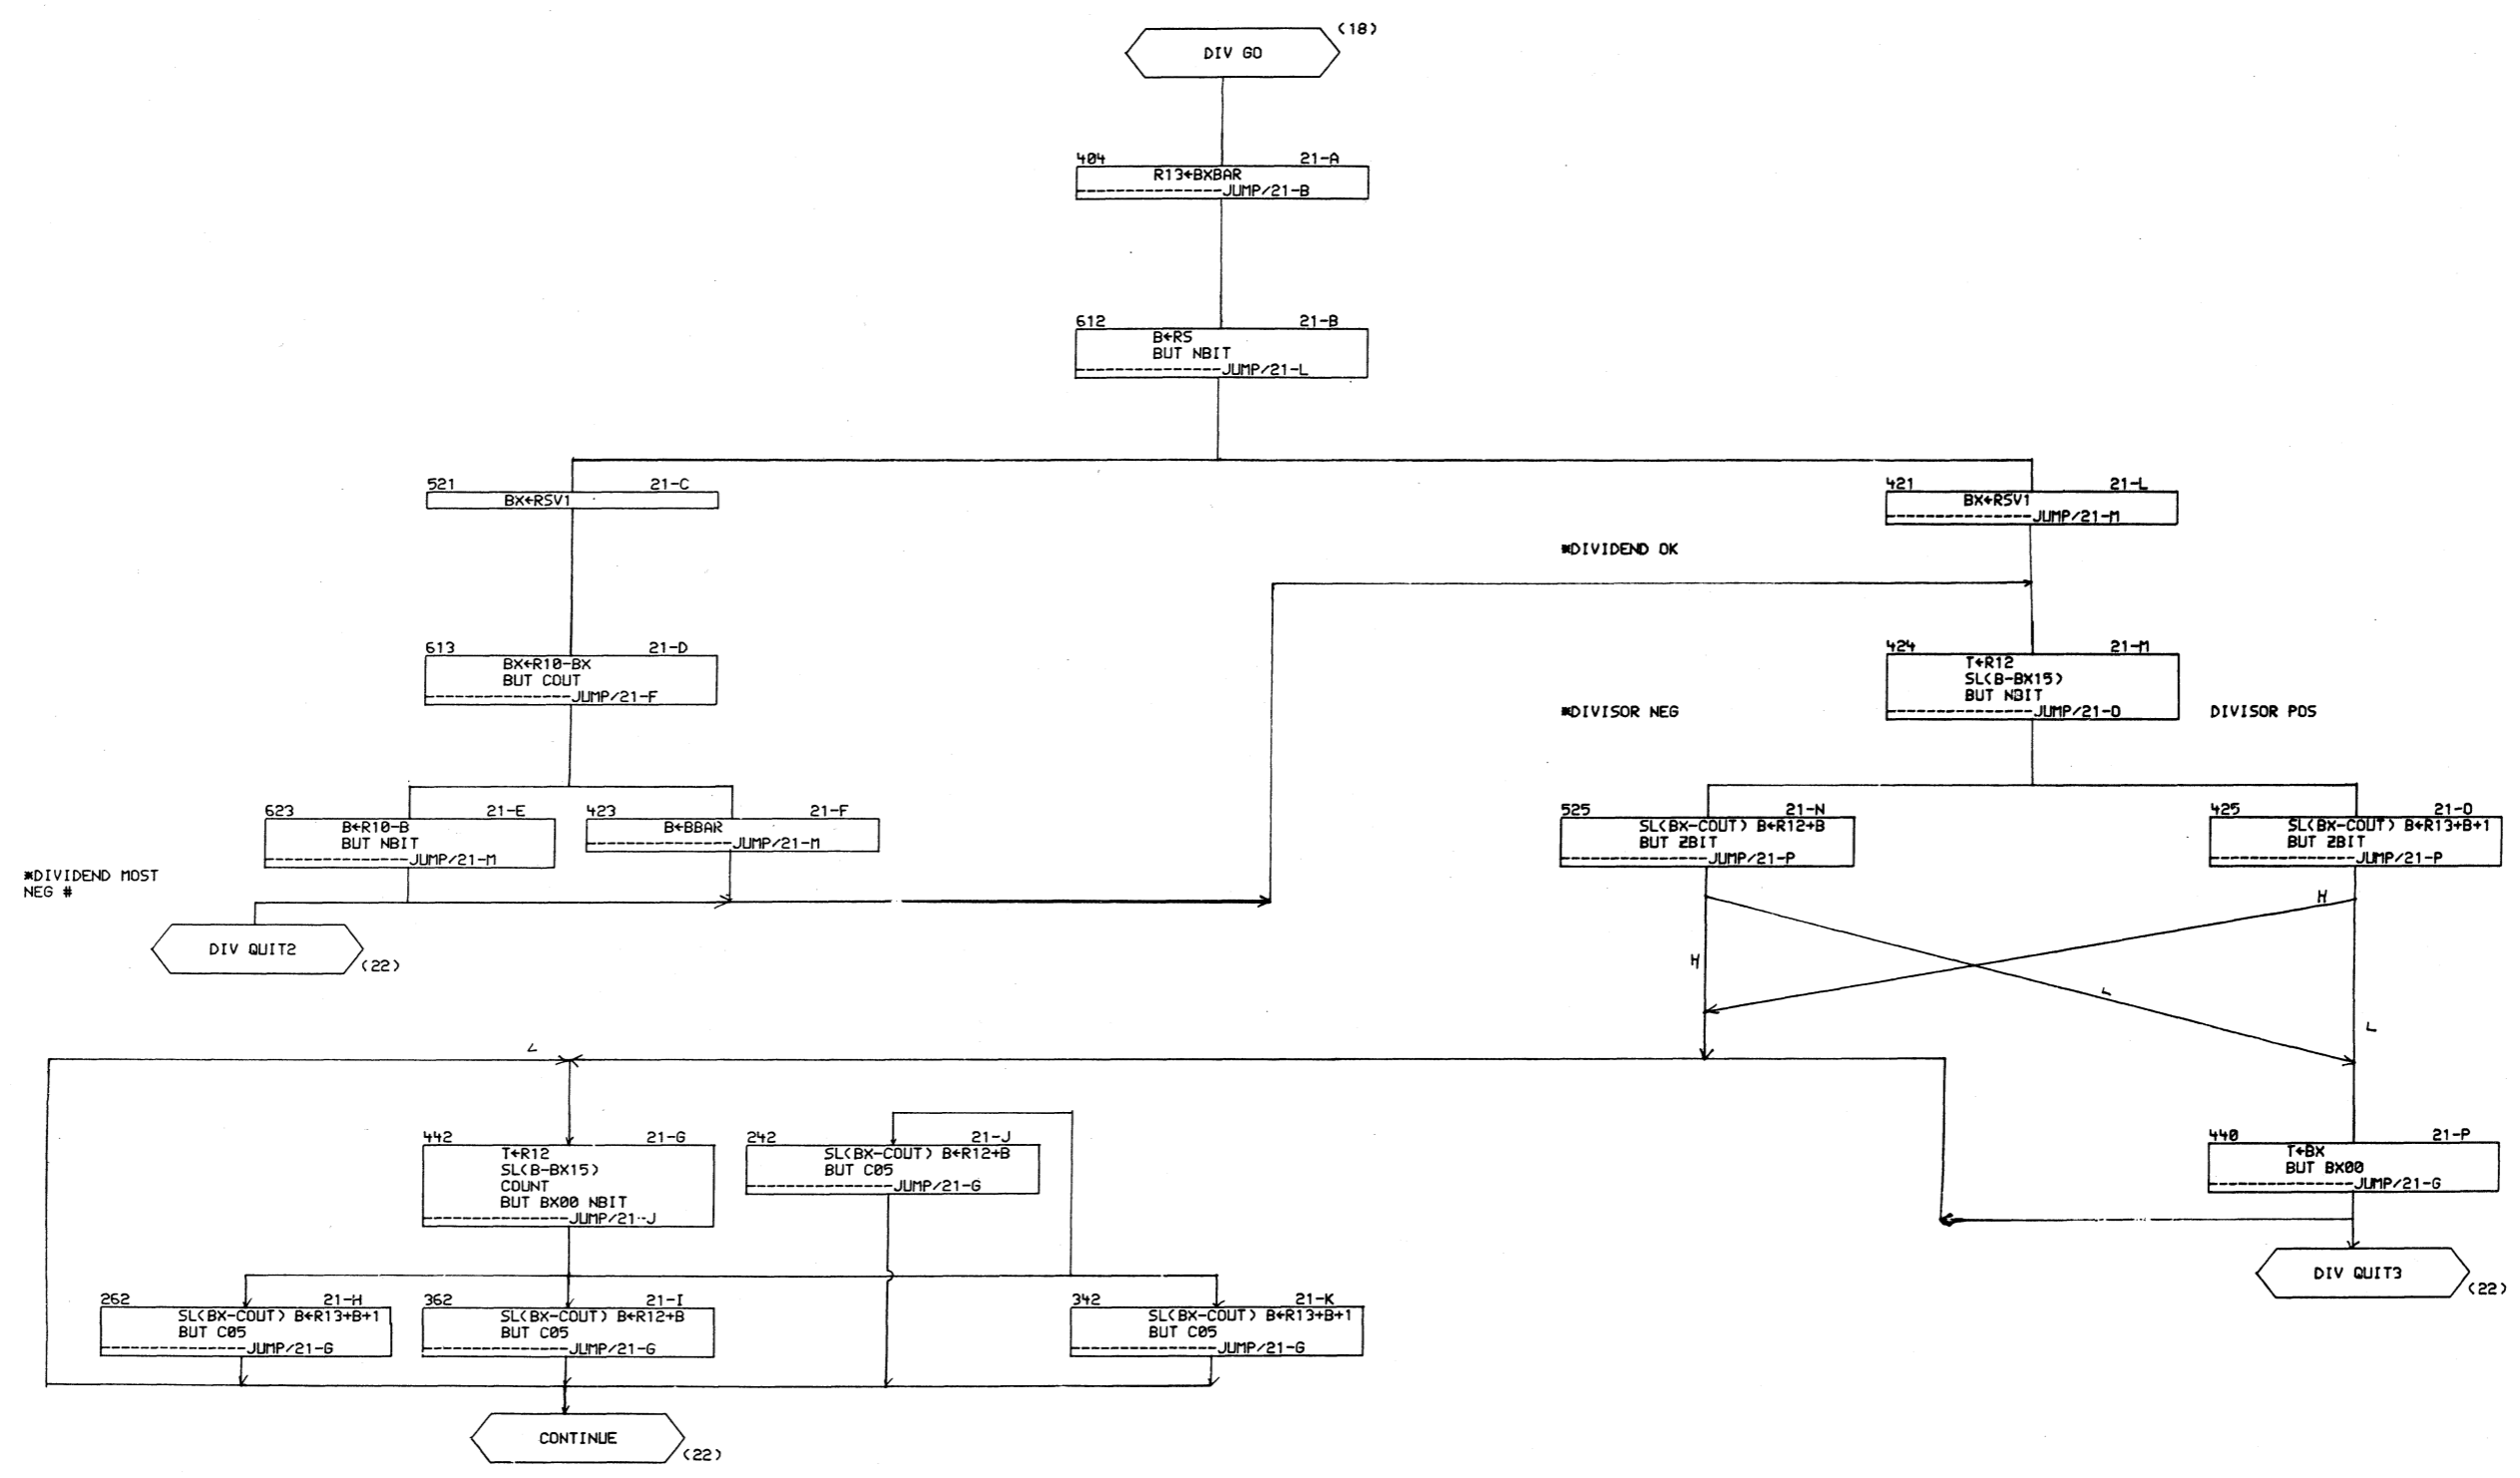 (18)
DIV GO
404 21-A
R13←BXBAR
---------------JUMP/21-B
612 21-B
B←RS
BUT NBIT
---------------JUMP/21-L
521 21-C
BX←RSV1
421 21-L
BX←RSV1
---------------JUMP/21-M
*DIVIDEND OK
613 21-D
BX←R10-BX
BUT COUT
---------------JUMP/21-F
424 21-M
T←R12
SL(B-BX15)
BUT NBIT
---------------JUMP/21-O
*DIVISOR NEG
DIVISOR POS
623 21-E
B←R10-B
BUT NBIT
---------------JUMP/21-M
423 21-F
B←BBAR
---------------JUMP/21-M
525 21-N
SL(BX-COUT) B←R12+B
BUT ZBIT
---------------JUMP/21-P
425 21-O
SL(BX-COUT) B←R13+B+1
BUT ZBIT
---------------JUMP/21-P
*DIVIDEND MOST
NEG #
DIV QUIT2
(22)
H
H
L
L
L
442 21-G
T←R12
SL(B-BX15)
COUNT
BUT BX00 NBIT
---------------JUMP/21-J
242 21-J
SL(BX-COUT) B←R12+B
BUT C05
---------------JUMP/21-G
440 21-P
T←BX
BUT BX00
---------------JUMP/21-G
DIV QUIT3
(22)
262 21-H
SL(BX-COUT) B←R13+B+1
BUT C05
---------------JUMP/21-G
362 21-I
SL(BX-COUT) B←R12+B
BUT C05
---------------JUMP/21-G
342 21-K
SL(BX-COUT) B←R13+B+1
BUT C05
---------------JUMP/21-G
CONTINUE
(22)